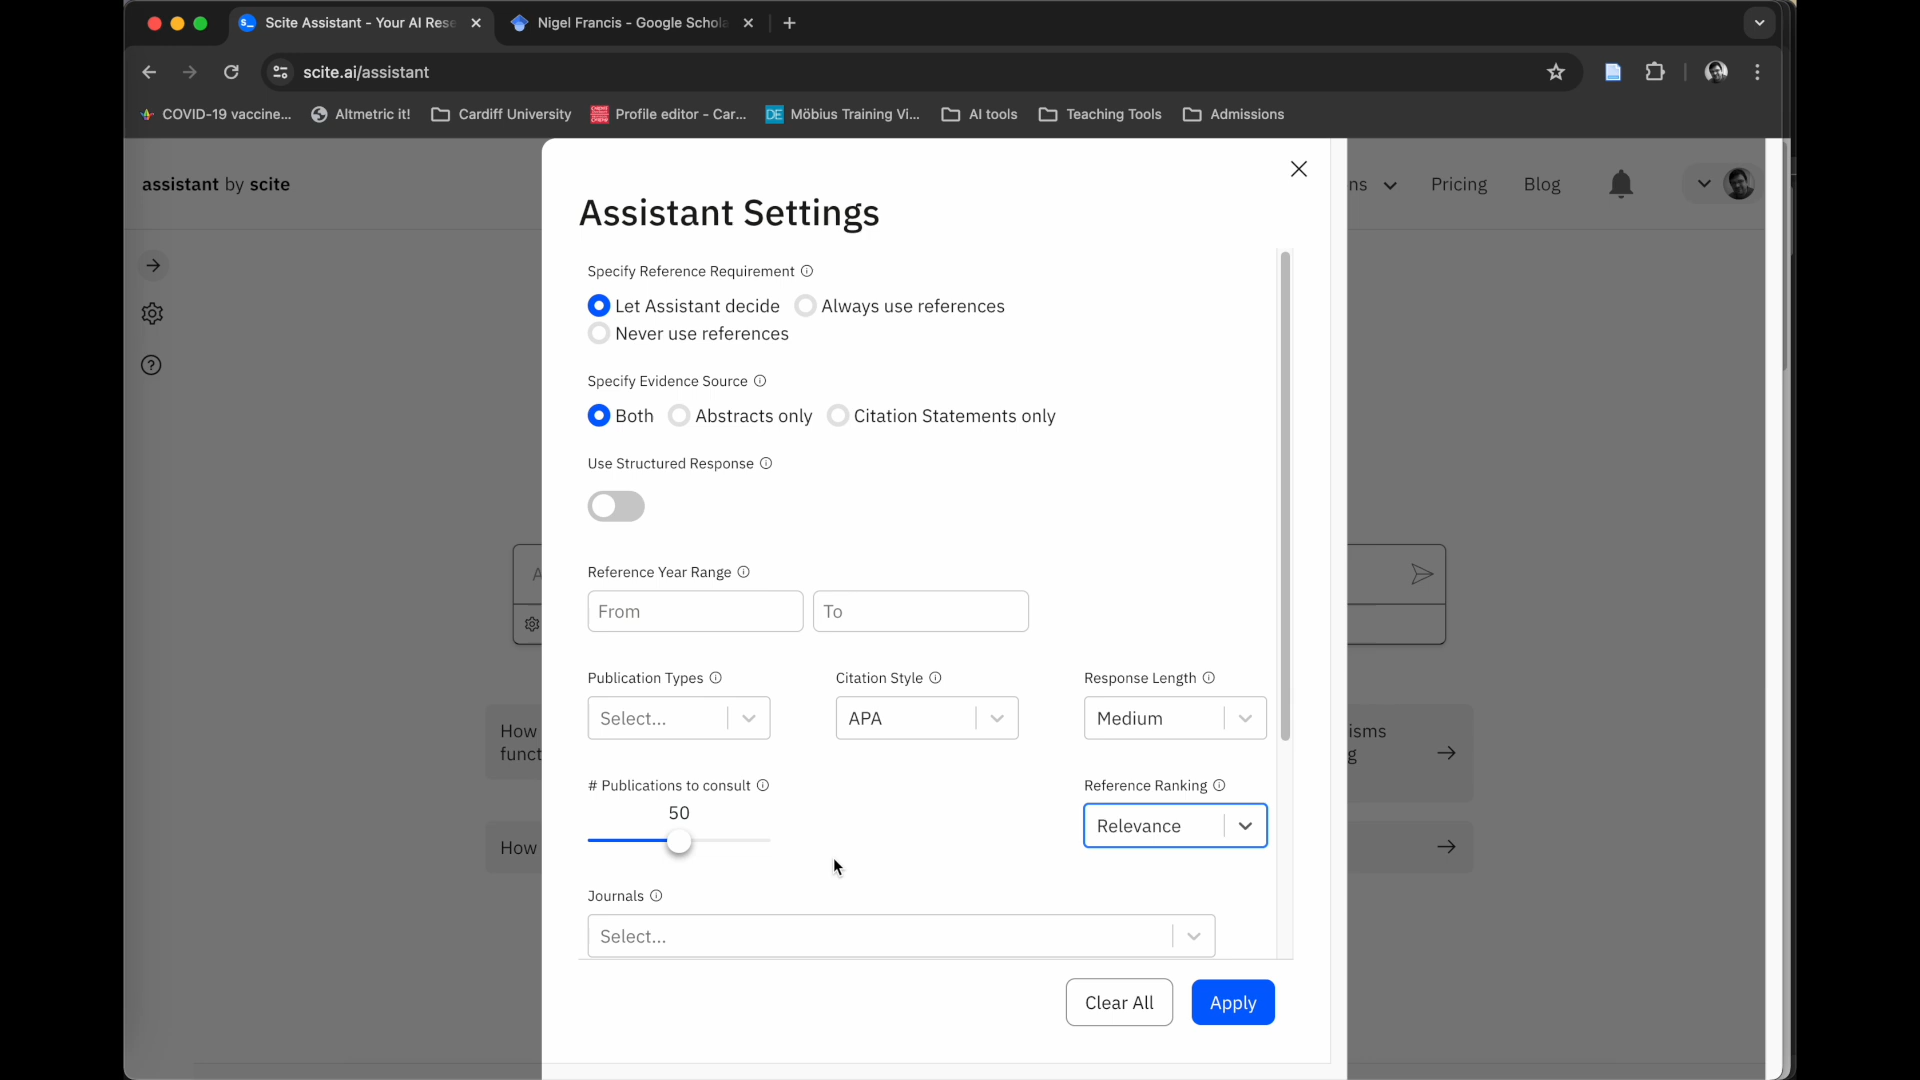 Scite Assistant - Your AI Rese
Nigel Francis - Google Schola
scite.ai/assistant
COVID-19 vaccine...
Altmetric it!
Cardiff University
Profile editor - Car...
DE Möbius Training Vi...
AI tools
Teaching Tools
Admissions
assistant by scite
ns
Pricing
Blog
Assistant Settings
Specify Reference Requirement
Let Assistant decide
Always use references
Never use references
Specify Evidence Source
Both
Abstracts only
Citation Statements only
Use Structured Response
Reference Year Range
From
To
Publication Types
Citation Style
Response Length
Select...
APA
Medium
How
funct
isms
g
# Publications to consult
Reference Ranking
50
Relevance
How
Journals
Select...
Clear All
Apply